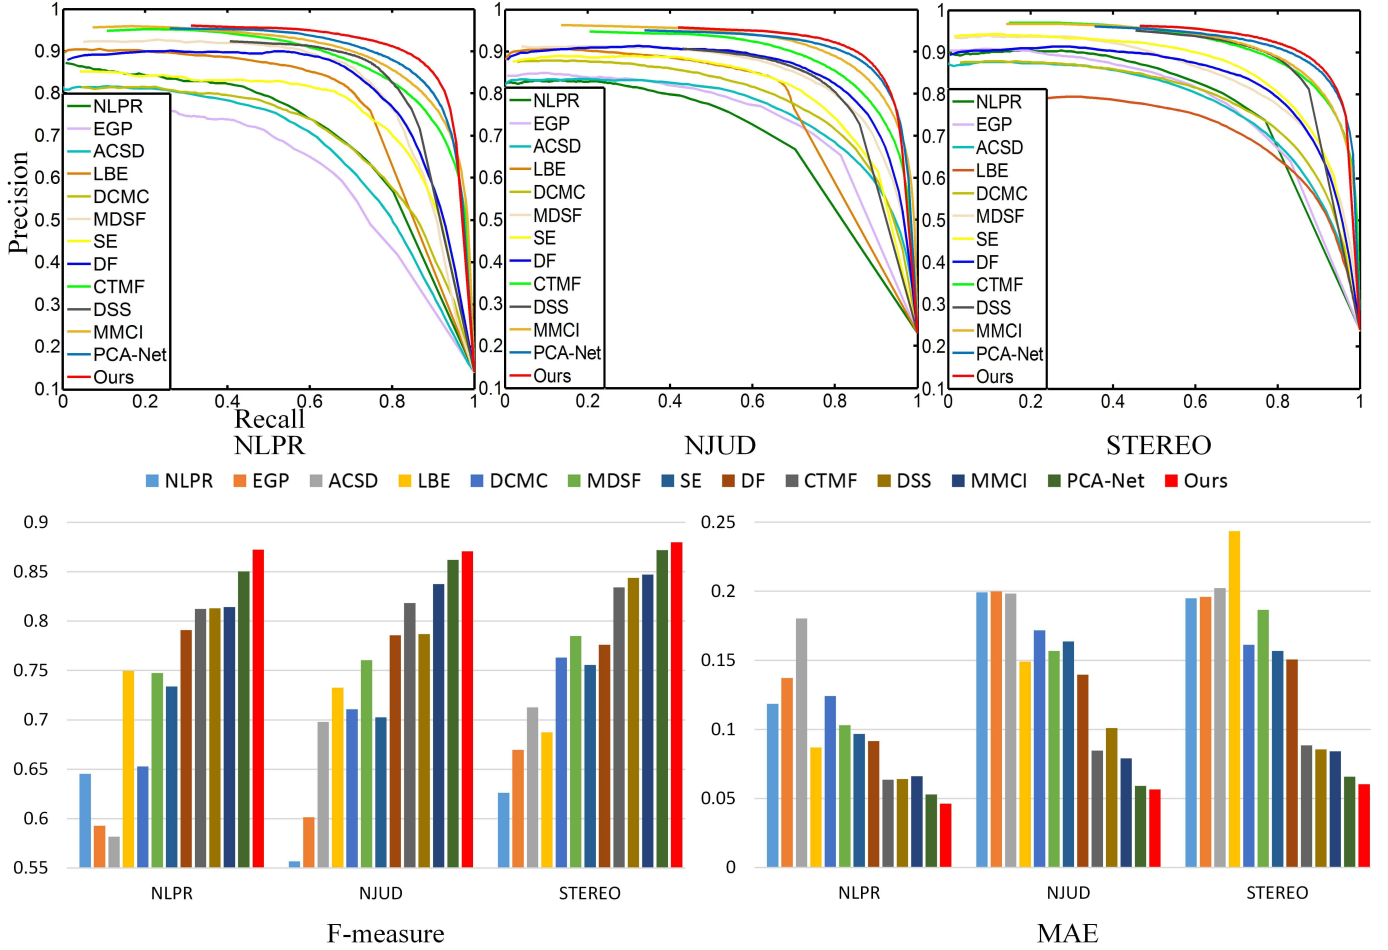 Precision
1
0.9
0.8
0.7
0.6
0.5
0.4
0.3
0.2
0.1
NLPR
EGP
ACSD
LBE
DCMC
MDSF
SE
DF
CTMF
DSS
MMCI
PCA-Net
Ours
0 0.2 0.4 0.6 0.8 1
Recall
NLPR
1
0.9
0.8
0.7
0.6
0.5
0.4
0.3
0.2
0.1
NLPR
EGP
ACSD
LBE
DCMC
MDSF
SE
DF
CTMF
DSS
MMCI
PCA-Net
Ours
0 0.2 0.4 0.6 0.8 1
NJUD
1
0.9
0.8
0.7
0.6
0.5
0.4
0.3
0.2
0.1
NLPR
EGP
ACSD
LBE
DCMC
MDSF
SE
DF
CTMF
DSS
MMCI
PCA-Net
Ours
0 0.2 0.4 0.6 0.8 1
STEREO
NLPR EGP ACSD LBE DCMC MDSF SE DF CTMF DSS MMCI PCA-Net Ours
0.9
0.85
0.8
0.75
0.7
0.65
0.6
0.55
NLPR NJUD STEREO
F-measure
0.25
0.2
0.15
0.1
0.05
0
NLPR NJUD STEREO
MAE